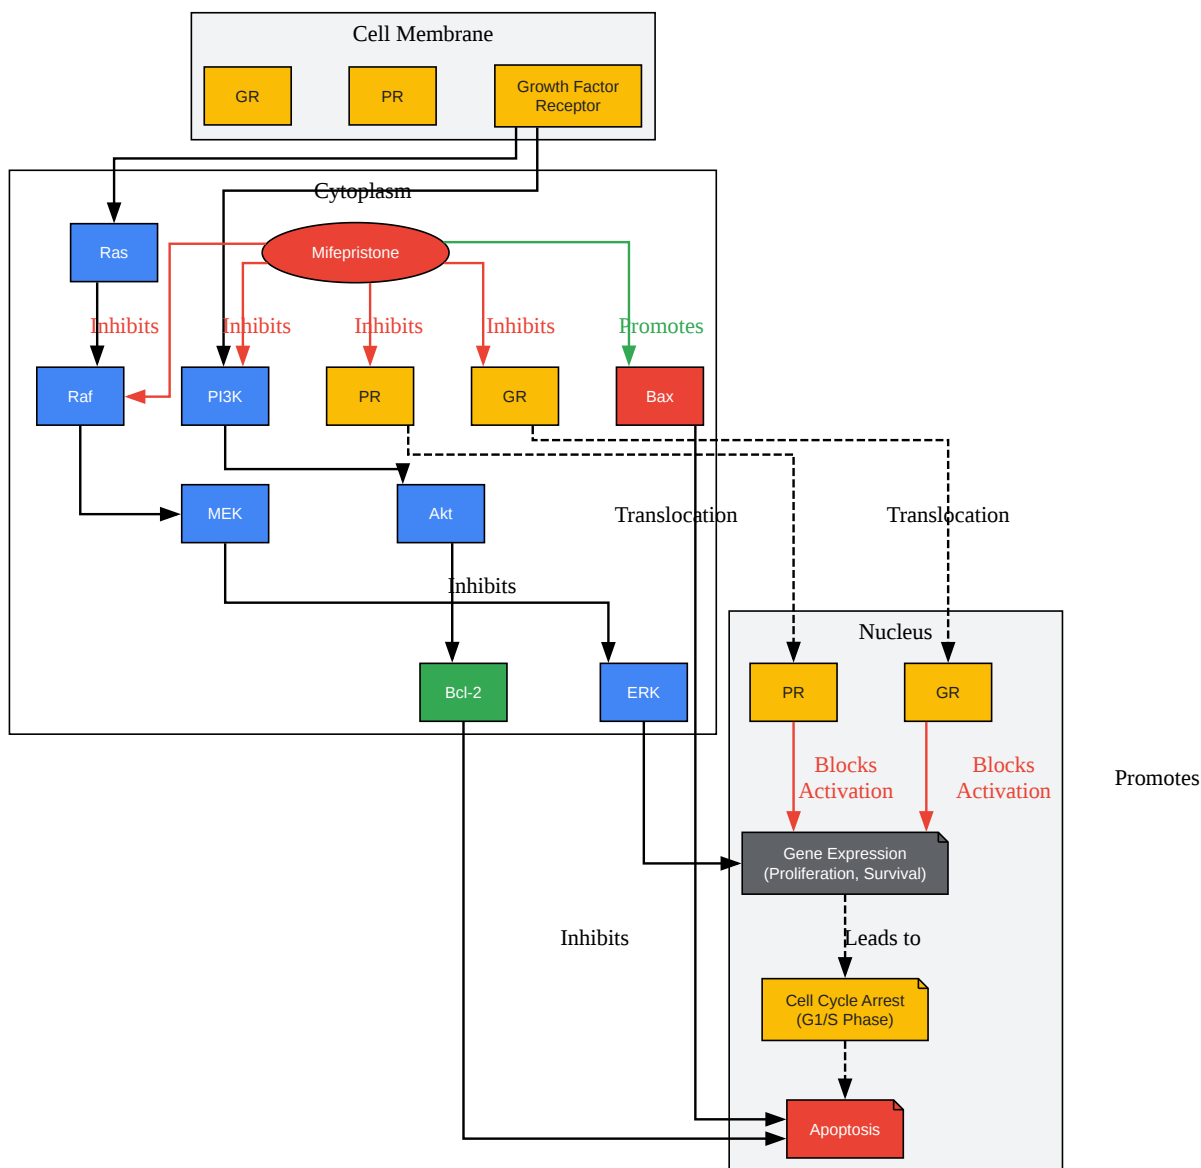 Cell Membrane
GR
PR
Growth Factor
Receptor
Cytoplasm
Ras
Mifepristone
Inhibits
Inhibits
Inhibits
Inhibits
Promotes
Raf
PI3K
PR
GR
Bax
MEK
Akt
Translocation
Translocation
Inhibits
Nucleus
Bcl-2
ERK
PR
GR
Blocks
Activation
Blocks
Activation
Promotes
Gene Expression
(Proliferation, Survival)
Inhibits
Leads to
Cell Cycle Arrest
(G1/S Phase)
Apoptosis